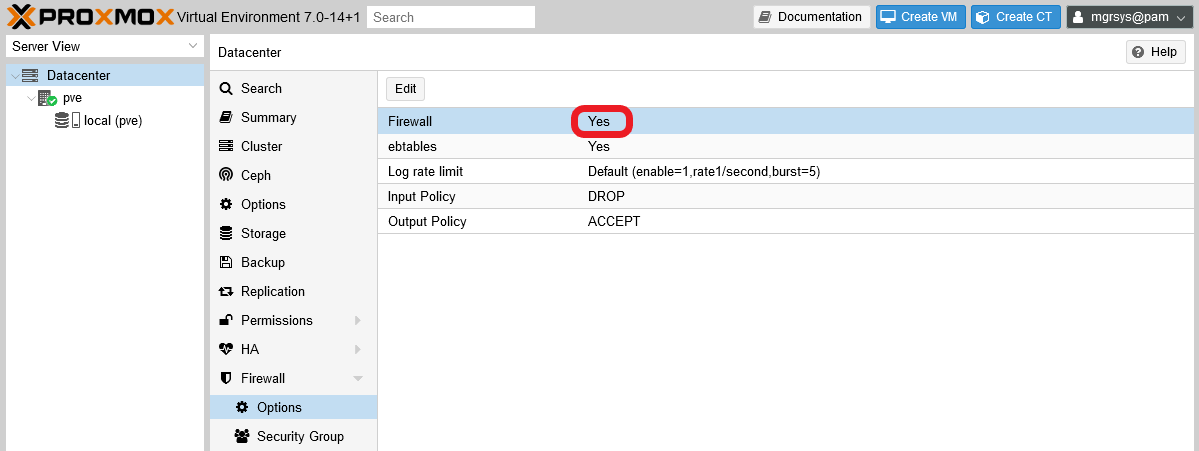 PROXMOX Virtual Environment 7.0-14+1 Search Documentation Create VM Create CT mgrsys@pam
Server View
Datacenter
pve
local (pve)
Datacenter Help
Search
Summary
Cluster
Ceph
Options
Storage
Backup
Replication
Permissions
HA
Firewall
Options
Security Group
Edit
Firewall Yes
ebtables Yes
Log rate limit Default (enable=1,rate1/second,burst=5)
Input Policy DROP
Output Policy ACCEPT